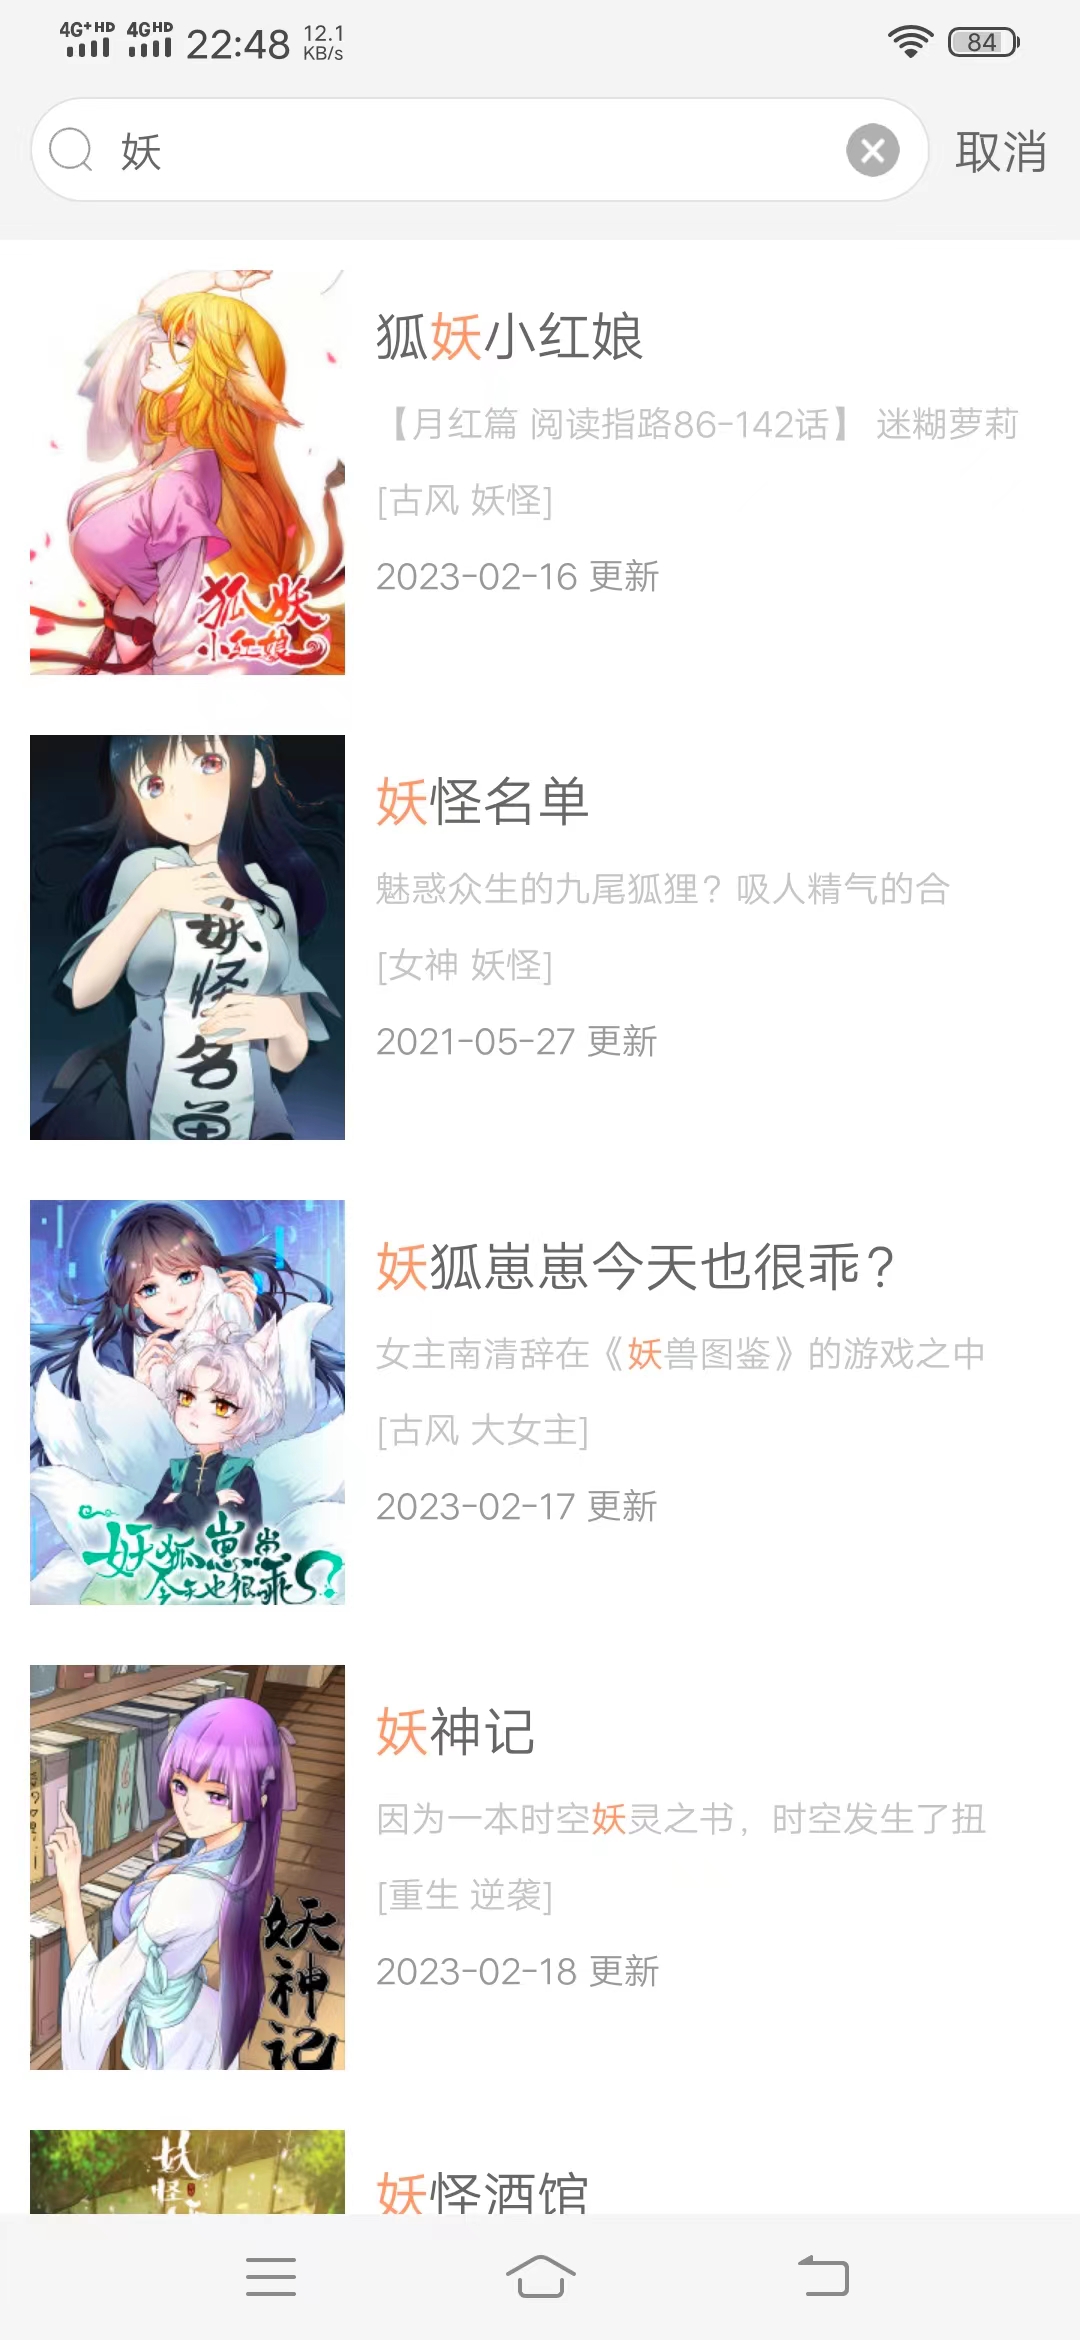 4G+HD 4GHD 22:48 12.1 KB/s 84
妖 取消
狐妖小红娘
【月红篇 阅读指路86-142话】 迷糊萝莉
[古风 妖怪]
2023-02-16 更新
狐妖
小红娘
妖怪名单
魅惑众生的九尾狐狸？吸人精气的合
[女神 妖怪]
2021-05-27 更新
妖怪名单
妖狐崽崽今天也很乖？
女主南清辞在《妖兽图鉴》的游戏之中
[古风 大女主]
2023-02-17 更新
妖狐崽崽
今天也很乖?
妖神记
因为一本时空妖灵之书，时空发生了扭
[重生 逆袭]
2023-02-18 更新
妖神记
妖怪酒馆
妖怪